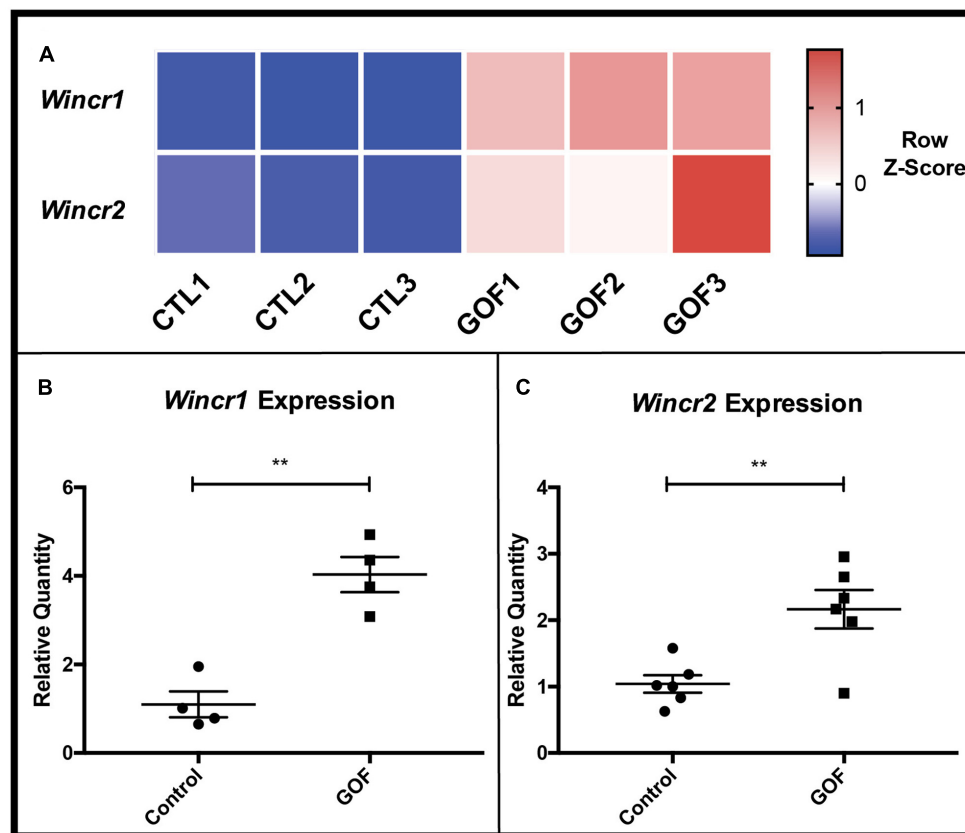 A
Wincr1
Wincr2
CTL1
CTL2
CTL3
GOF1
GOF2
GOF3
1
0
Row
Z-Score
B
Wincr1 Expression
**
Relative Quantity
6
4
2
0
Control
GOF
C
Wincr2 Expression
**
Relative Quantity
4
3
2
1
0
Control
GOF